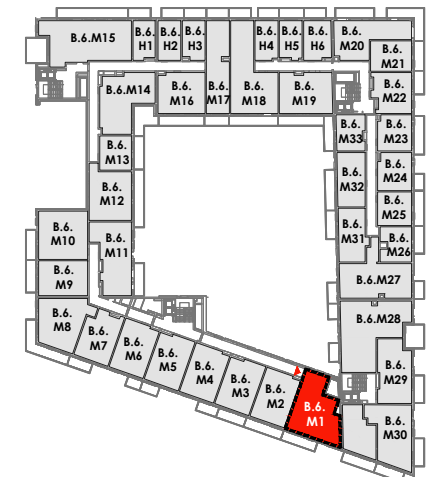 B.6.M15
B.6.
H1
B.6.
H2
B.6.
H3
B.6.
M17
B.6.
M18
B.6.
H4
B.6.
H5
B.6.
H6
B.6.
M20
B.6.
M21
B.6.M14
B.6.
M16
B.6.
M19
B.6.
M22
B.6.
M13
B.6.
M33
B.6.
M23
B.6.
M12
B.6.
M32
B.6.
M24
B.6.
M25
B.6.
M10
B.6.
M11
B.6.
M31
B.6.
M26
B.6.
M9
B.6.M27
B.6.
M8
B.6.
M7
B.6.
M6
B.6.
M5
B.6.
M4
B.6.
M3
B.6.
M2
B.6.
M1
B.6.M28
B.6.
M29
B.6.
M30